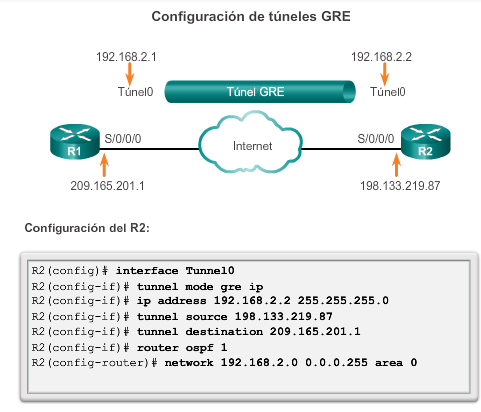 Configuración de túneles GRE
192.168.2.1
192.168.2.2
Túnel0
Túnel GRE
Túnel0
R1
S/0/0/0
Internet
S/0/0/0
R2
209.165.201.1
198.133.219.87
Configuración del R2:
R2(config)# interface Tunnel0
R2(config-if)# tunnel mode gre ip
R2(config-if)# ip address 192.168.2.2 255.255.255.0
R2(config-if)# tunnel source 198.133.219.87
R2(config-if)# tunnel destination 209.165.201.1
R2(config-if)# router ospf 1
R2(config-router)# network 192.168.2.0 0.0.0.255 area 0